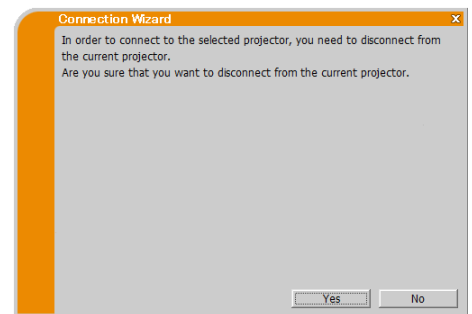 Connection Wizard x
In order to connect to the selected projector, you need to disconnect from
the current projector.
Are you sure that you want to disconnect from the current projector.
Yes No